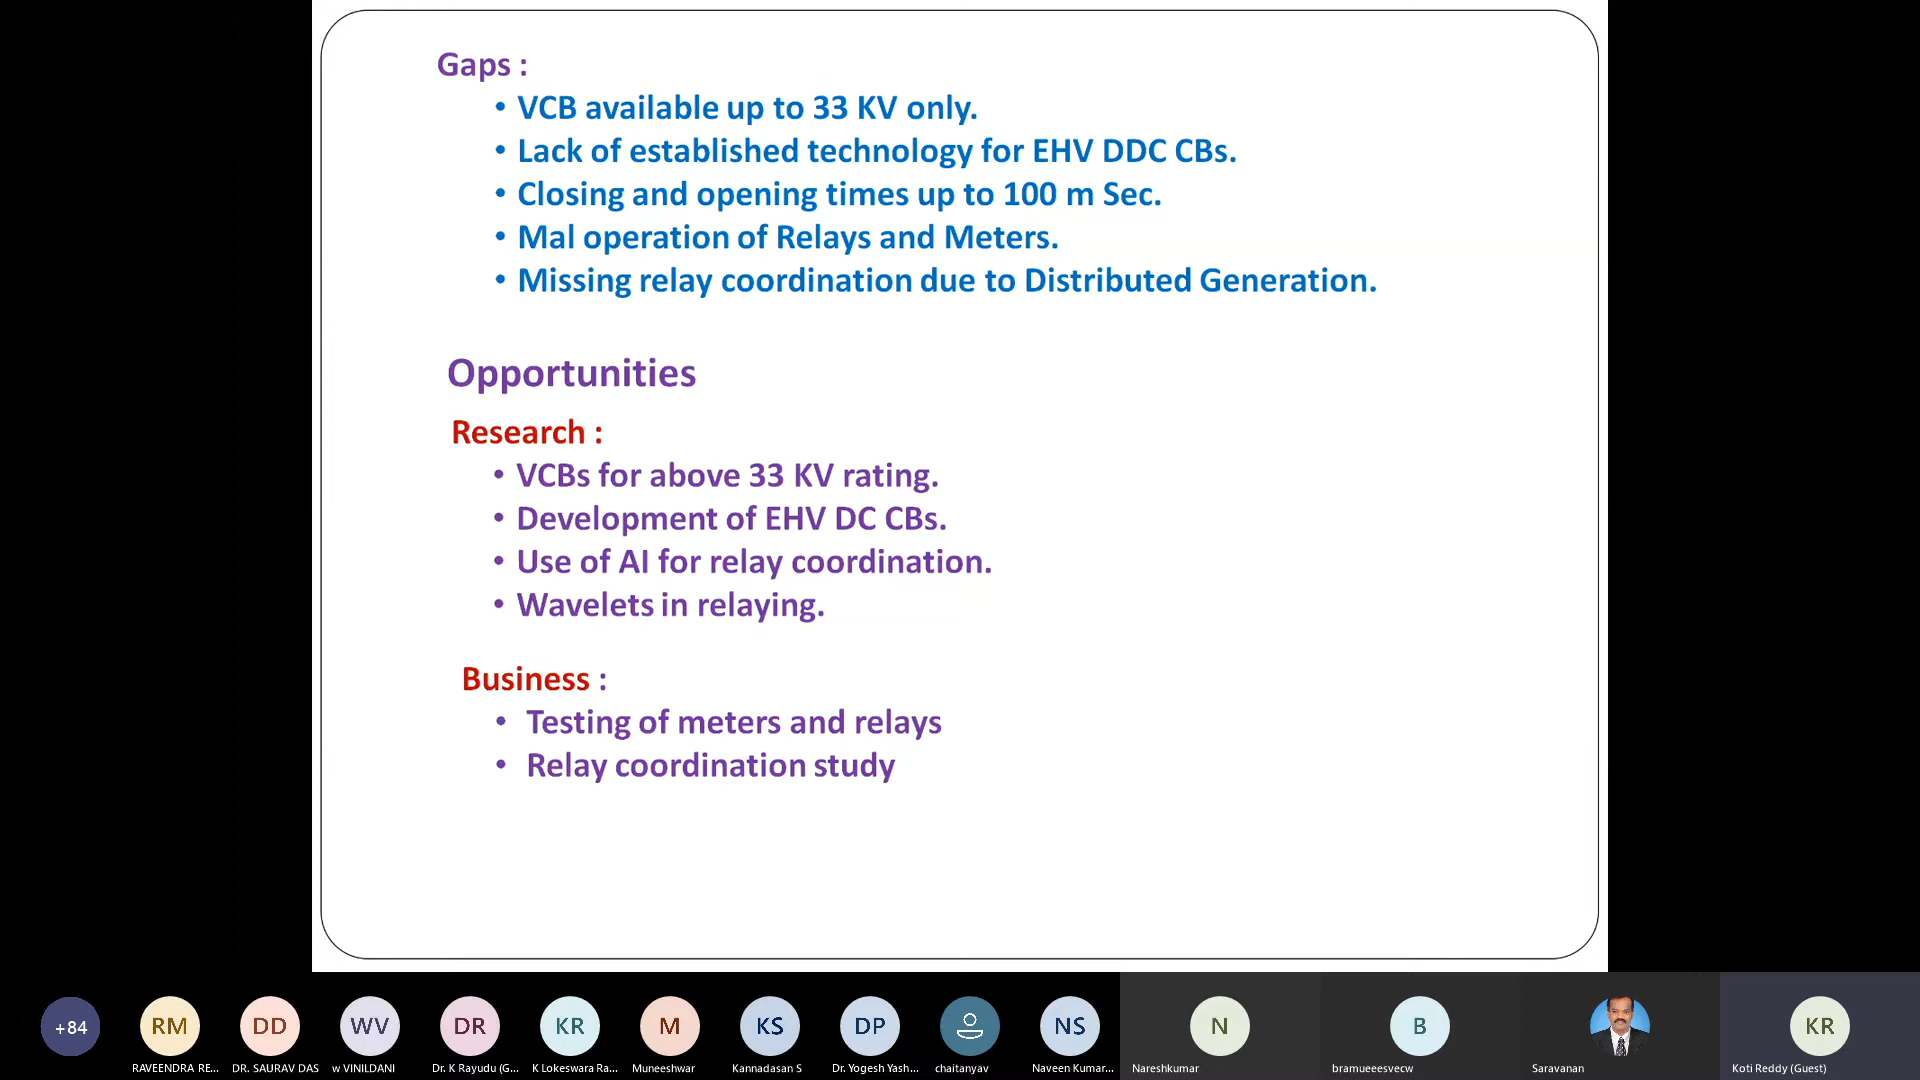 Gaps :
• VCB available up to 33 KV only.
• Lack of established technology for EHV DDC CBs.
• Closing and opening times up to 100 m Sec.
• Mal operation of Relays and Meters.
• Missing relay coordination due to Distributed Generation.
Opportunities
Research :
• VCBs for above 33 KV rating.
• Development of EHV DC CBs.
• Use of AI for relay coordination.
• Wavelets in relaying.
Business :
• Testing of meters and relays
• Relay coordination study
+84 RM DD WV DR KR M KS DP NS N B KR
RAVEENDRA RE... DR. SAURAV DAS w VINILDANI Dr. K Rayudu (G... K Lokeswara Ra... Muneeshwar Kannadasan S Dr. Yogesh Yash... chaitanyav Naveen Kumar... Nareshkumar bramueeesvecw Saravanan Koti Reddy (Guest)